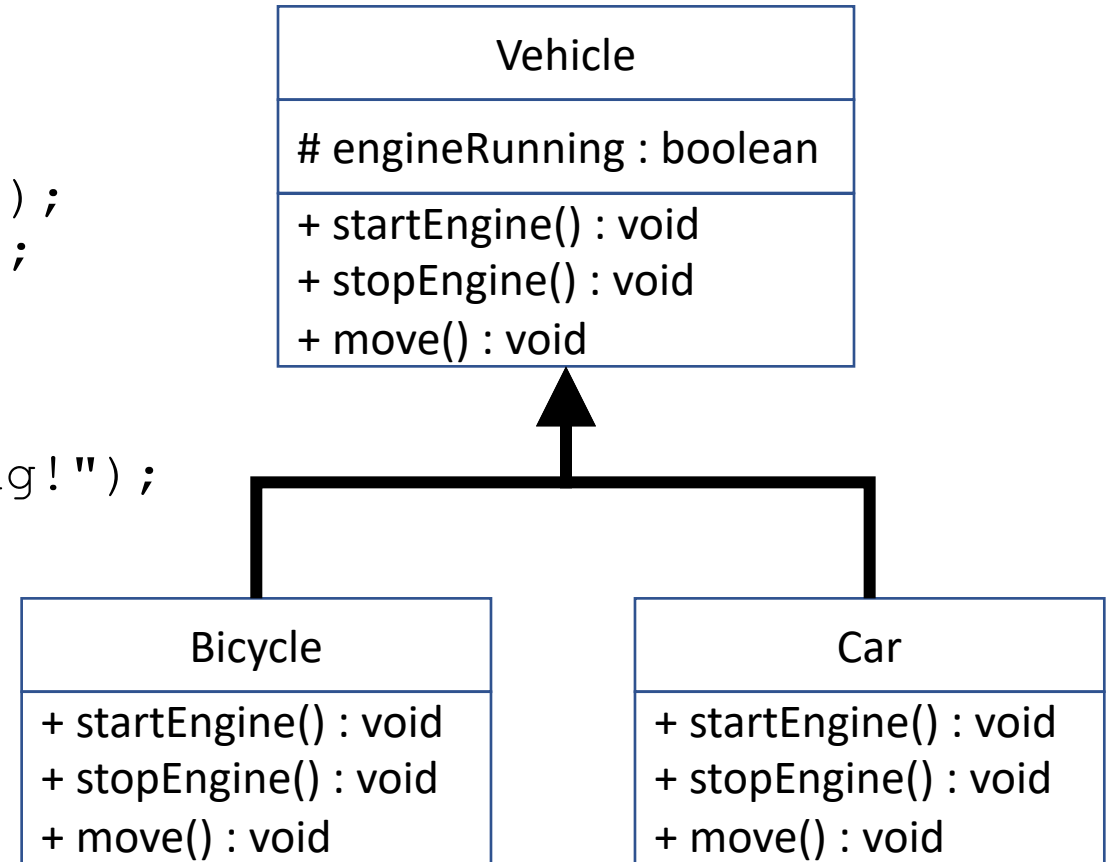 Vehicle
# engineRunning : boolean
+ startEngine() : void
+ stopEngine() : void
+ move() : void
);
;
g!");
Bicycle
+ startEngine() : void
+ stopEngine() : void
+ move() : void
Car
+ startEngine() : void
+ stopEngine() : void
+ move() : void